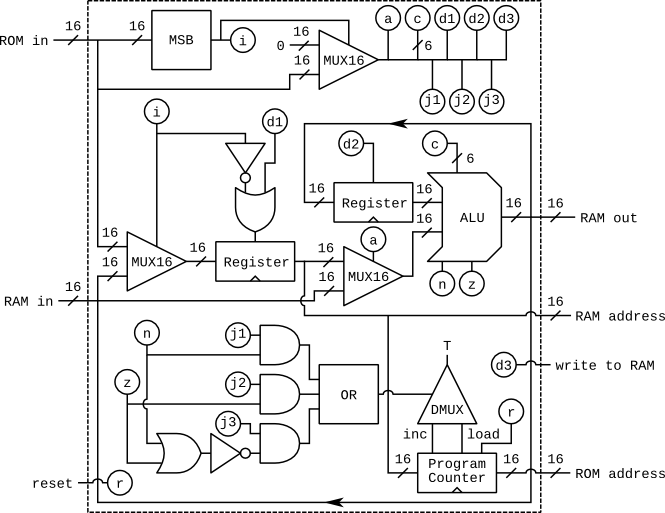 16 16 a c d1 d2 d3
ROM in MSB i 0 16 6
16 MUX16
j1 j2 j3
i d1
d2 c 6
16 Register 16 ALU 16 16 RAM out
16
16 MUX16 16 Register 16 a
16 16 MUX16
16 n z
RAM in
16
RAM address
n j1 T
d3 write to RAM
z j2 OR DMUX
j3 r
inc load
16 Program Counter 16 16 ROM address
reset r